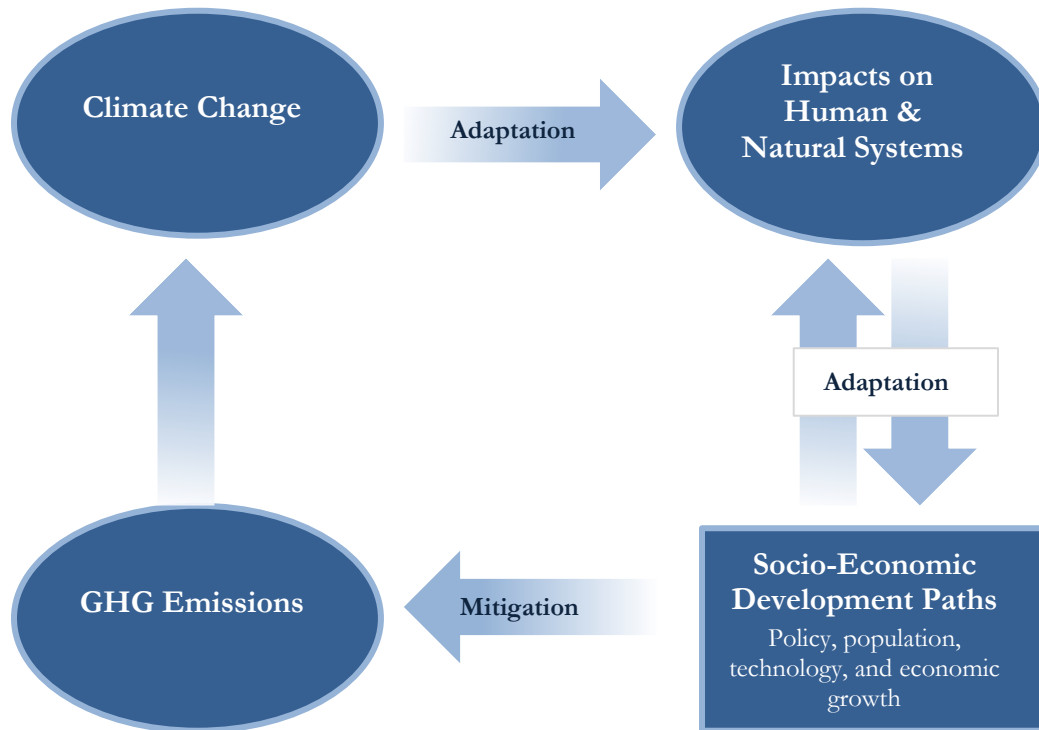 Climate Change
Adaptation
Impacts on
Human &
Natural Systems
Adaptation
GHG Emissions
Mitigation
Socio-Economic
Development Paths
Policy, population,
technology, and economic
growth